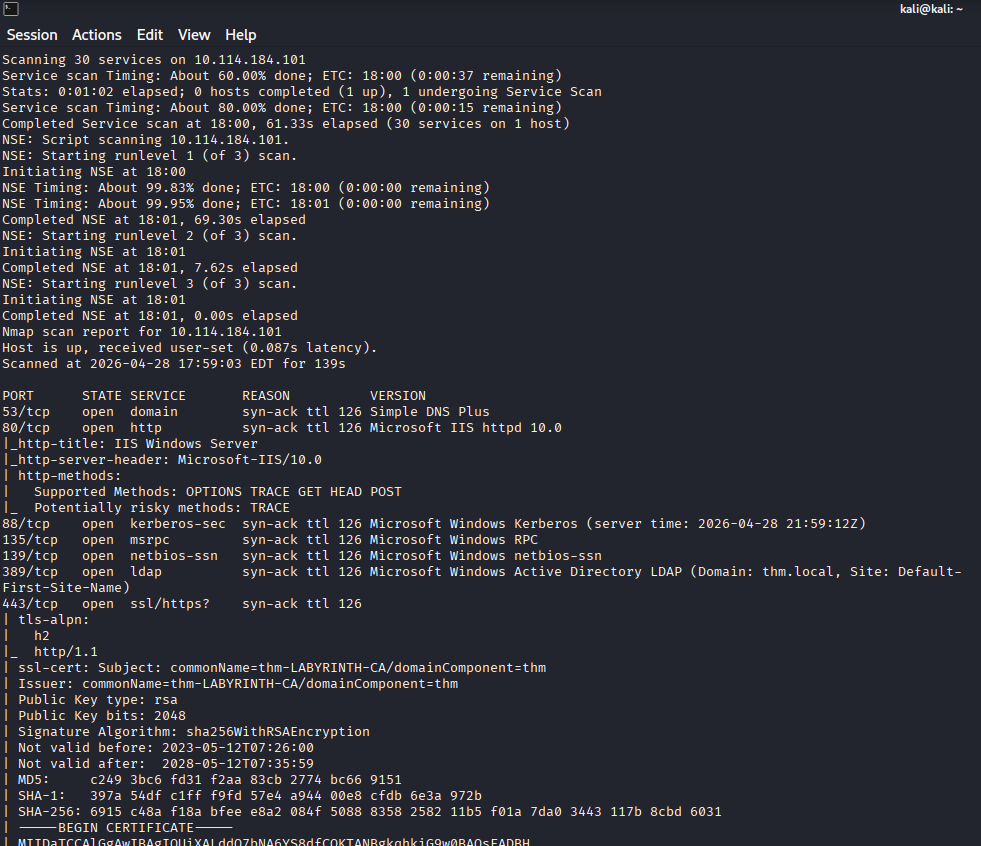 kali@kali: ~
Session Actions Edit View Help
Scanning 30 services on 10.114.184.101
Service scan Timing: About 60.00% done; ETC: 18:00 (0:00:37 remaining)
Stats: 0:01:02 elapsed; 0 hosts completed (1 up), 1 undergoing Service Scan
Service scan Timing: About 80.00% done; ETC: 18:00 (0:00:15 remaining)
Completed Service scan at 18:00, 61.33s elapsed (30 services on 1 host)
NSE: Script scanning 10.114.184.101.
NSE: Starting runlevel 1 (of 3) scan.
Initiating NSE at 18:00
NSE Timing: About 99.83% done; ETC: 18:00 (0:00:00 remaining)
NSE Timing: About 99.95% done; ETC: 18:01 (0:00:00 remaining)
Completed NSE at 18:01, 69.30s elapsed
NSE: Starting runlevel 2 (of 3) scan.
Initiating NSE at 18:01
Completed NSE at 18:01, 7.62s elapsed
NSE: Starting runlevel 3 (of 3) scan.
Initiating NSE at 18:01
Completed NSE at 18:01, 0.00s elapsed
Nmap scan report for 10.114.184.101
Host is up, received user-set (0.087s latency).
Scanned at 2026-04-28 17:59:03 EDT for 139s
PORT STATE SERVICE REASON VERSION
53/tcp open domain syn-ack ttl 126 Simple DNS Plus
80/tcp open http syn-ack ttl 126 Microsoft IIS httpd 10.0
|_http-title: IIS Windows Server
|_http-server-header: Microsoft-IIS/10.0
| http-methods:
|   Supported Methods: OPTIONS TRACE GET HEAD POST
|_  Potentially risky methods: TRACE
88/tcp open kerberos-sec syn-ack ttl 126 Microsoft Windows Kerberos (server time: 2026-04-28 21:59:12Z)
135/tcp open msrpc syn-ack ttl 126 Microsoft Windows RPC
139/tcp open netbios-ssn syn-ack ttl 126 Microsoft Windows netbios-ssn
389/tcp open ldap syn-ack ttl 126 Microsoft Windows Active Directory LDAP (Domain: thm.local, Site: Default-
First-Site-Name)
443/tcp open ssl/https? syn-ack ttl 126
| tls-alpn:
|   h2
|_  http/1.1
| ssl-cert: Subject: commonName=thm-LABYRINTH-CA/domainComponent=thm
| Issuer: commonName=thm-LABYRINTH-CA/domainComponent=thm
| Public Key type: rsa
| Public Key bits: 2048
| Signature Algorithm: sha256WithRSAEncryption
| Not valid before: 2023-05-12T07:26:00
| Not valid after:  2028-05-12T07:35:59
| MD5:     c249 3bc6 fd31 f2aa 83cb 2774 bc66 9151
| SHA-1:   397a 54df c1ff f9fd 57e4 a944 00e8 cfdb 6e3a 972b
| SHA-256: 6915 c48a f18a bfee e8a2 084f 5088 8358 2582 11b5 f01a 7da0 3443 117b 8cbd 6031
| -----BEGIN CERTIFICATE-----